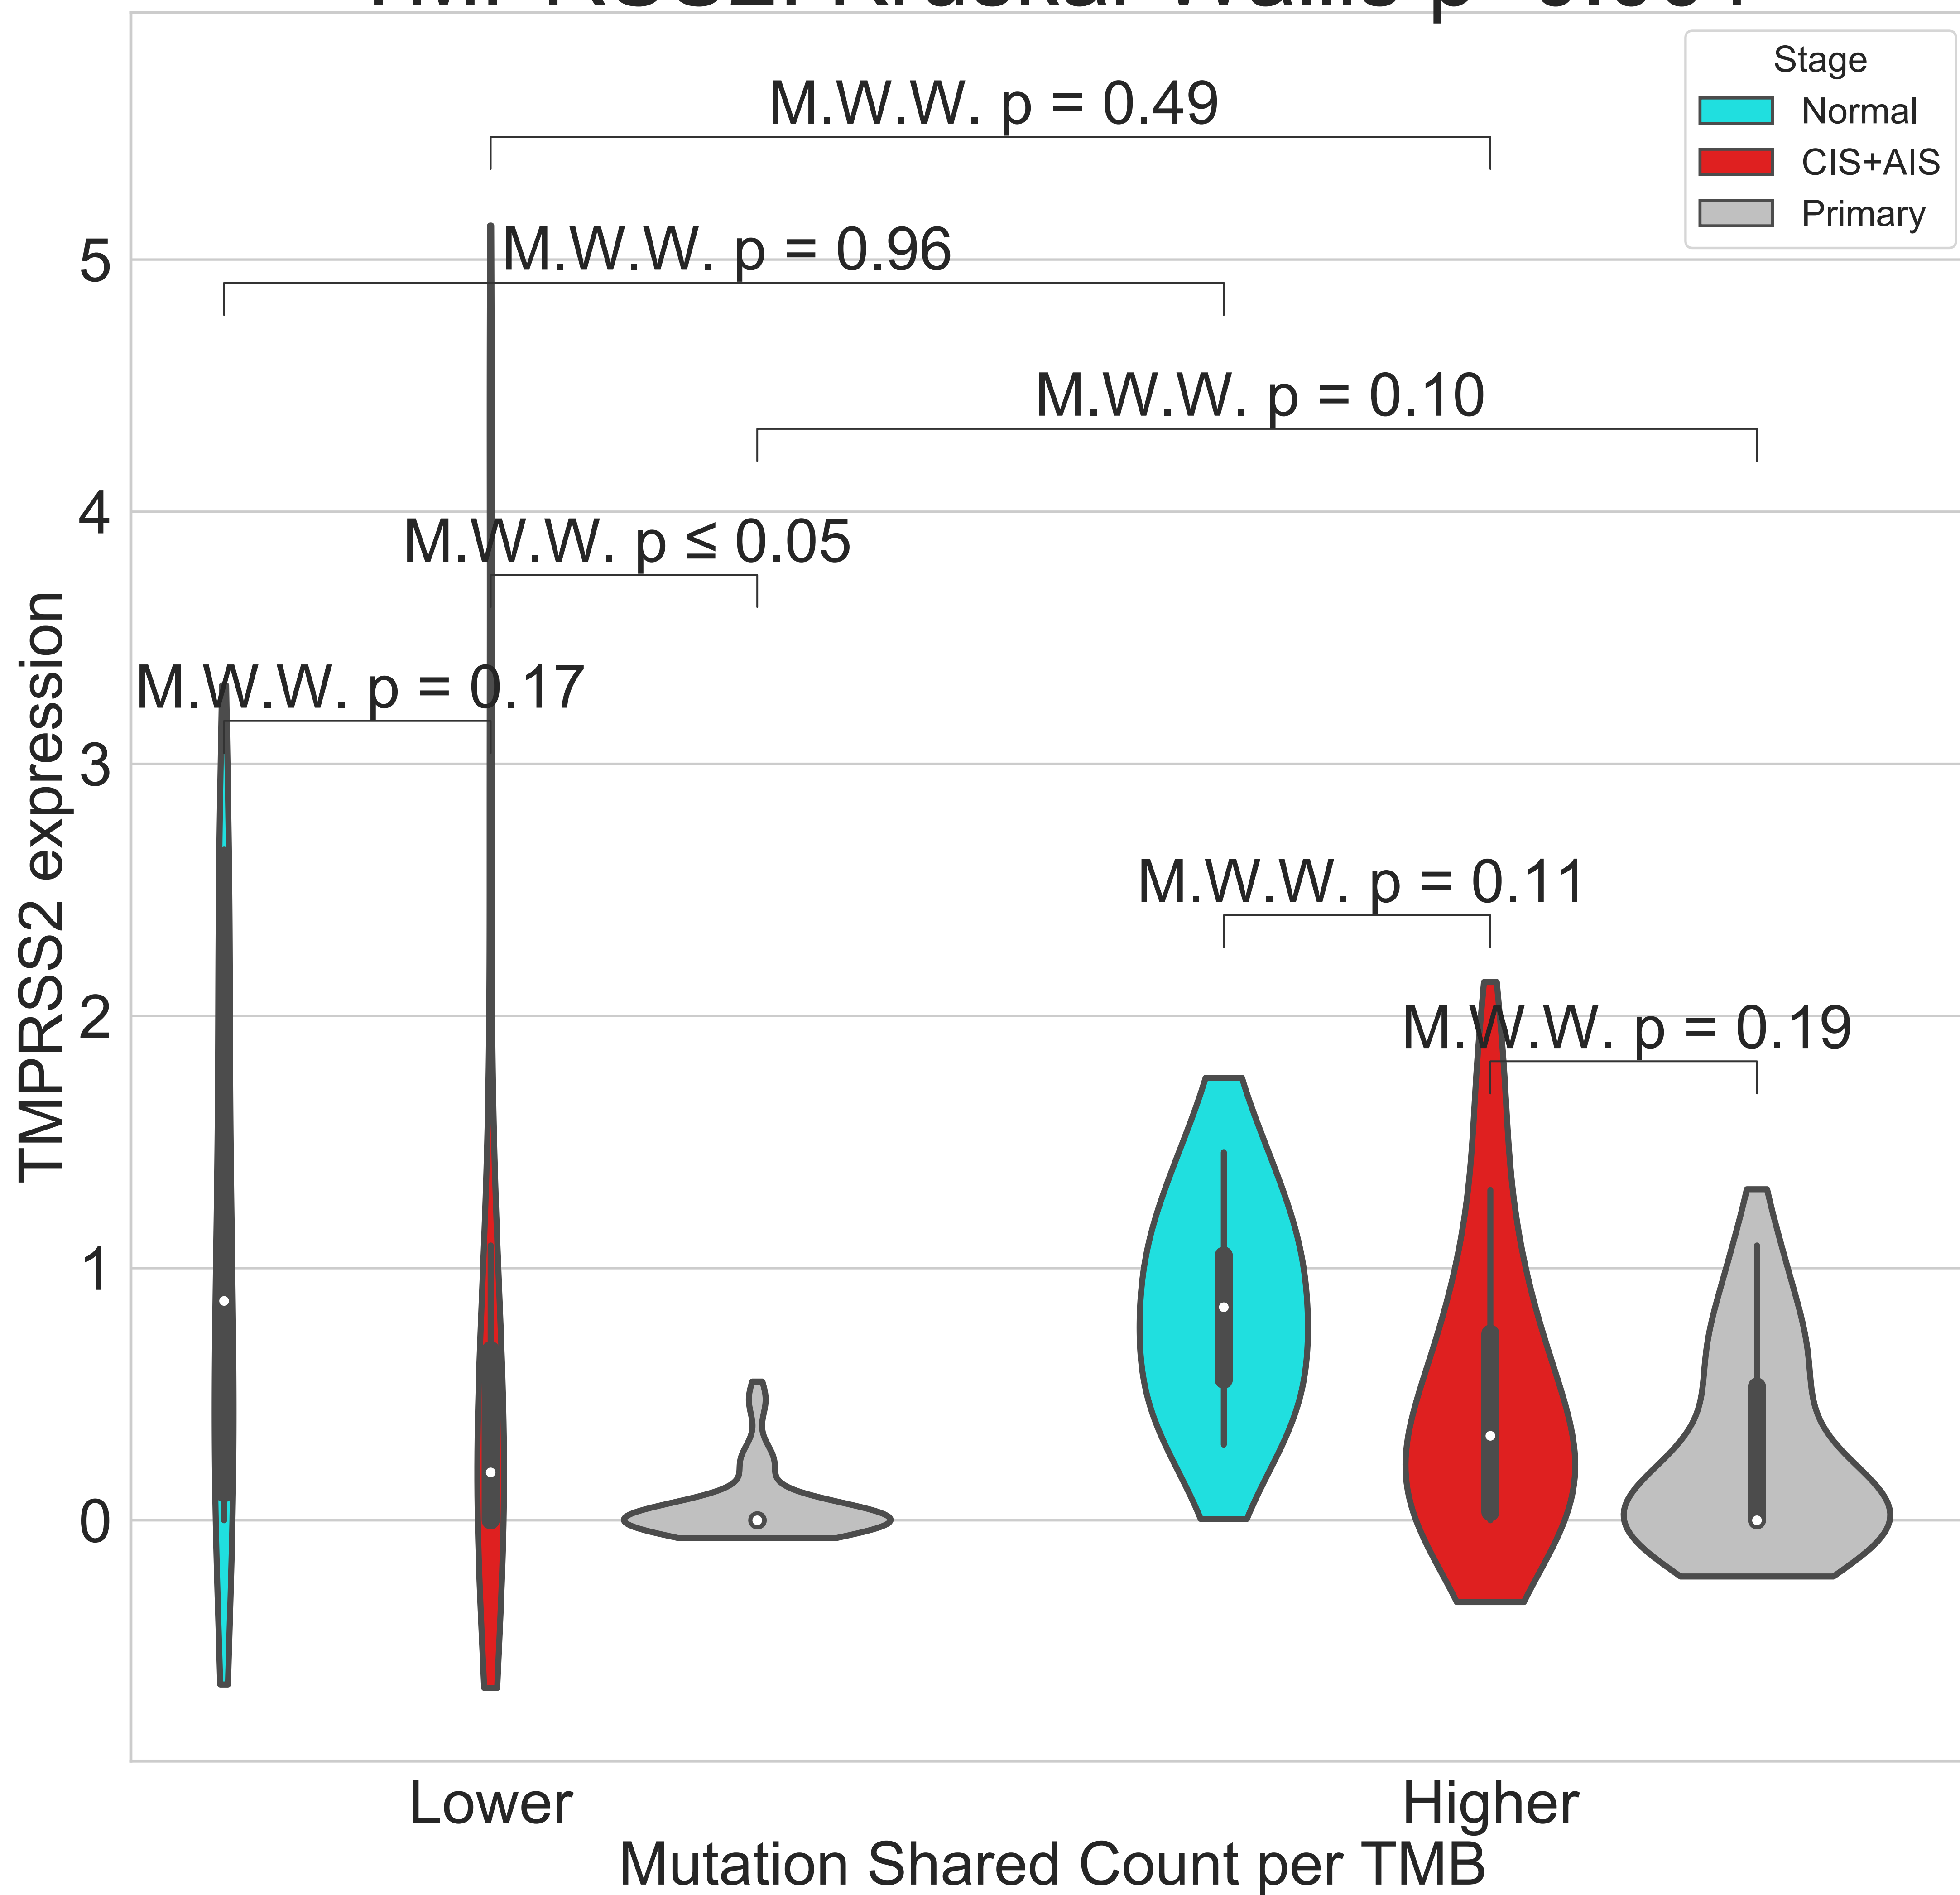 Stage
Normal
CIS+AIS
Primary
M.W.W. p = 0.49
M.W.W. p = 0.96
M.W.W. p = 0.10
M.W.W. p ≤ 0.05
M.W.W. p = 0.17
M.W.W. p = 0.11
M.W.W. p = 0.19
TMPRSS2 expression
5
4
3
2
1
0
Lower
Higher
Mutation Shared Count per TMB